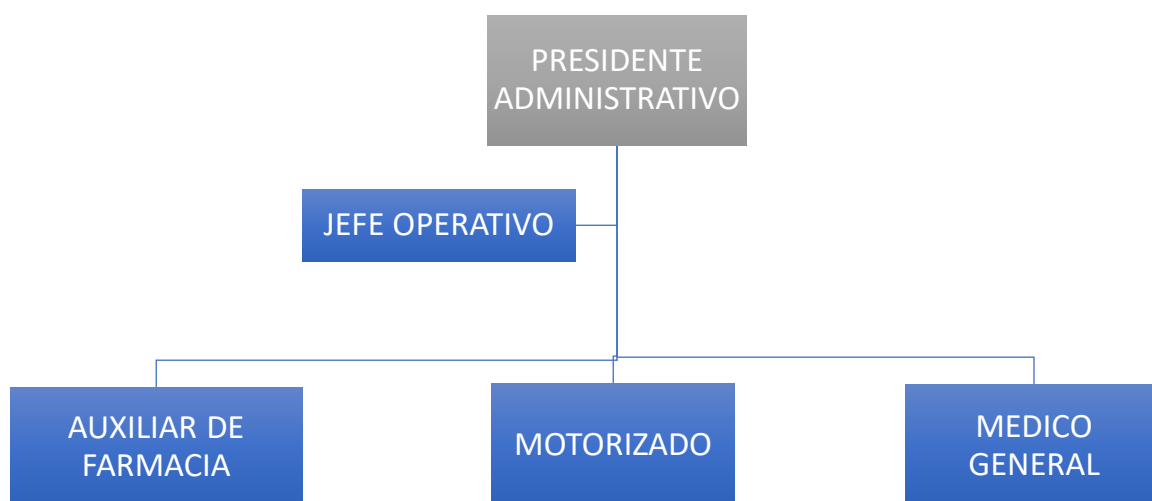 PRESIDENTE
ADMINISTRATIVO
JEFE OPERATIVO
AUXILIAR DE
FARMACIA
MOTORIZADO
MEDICO
GENERAL